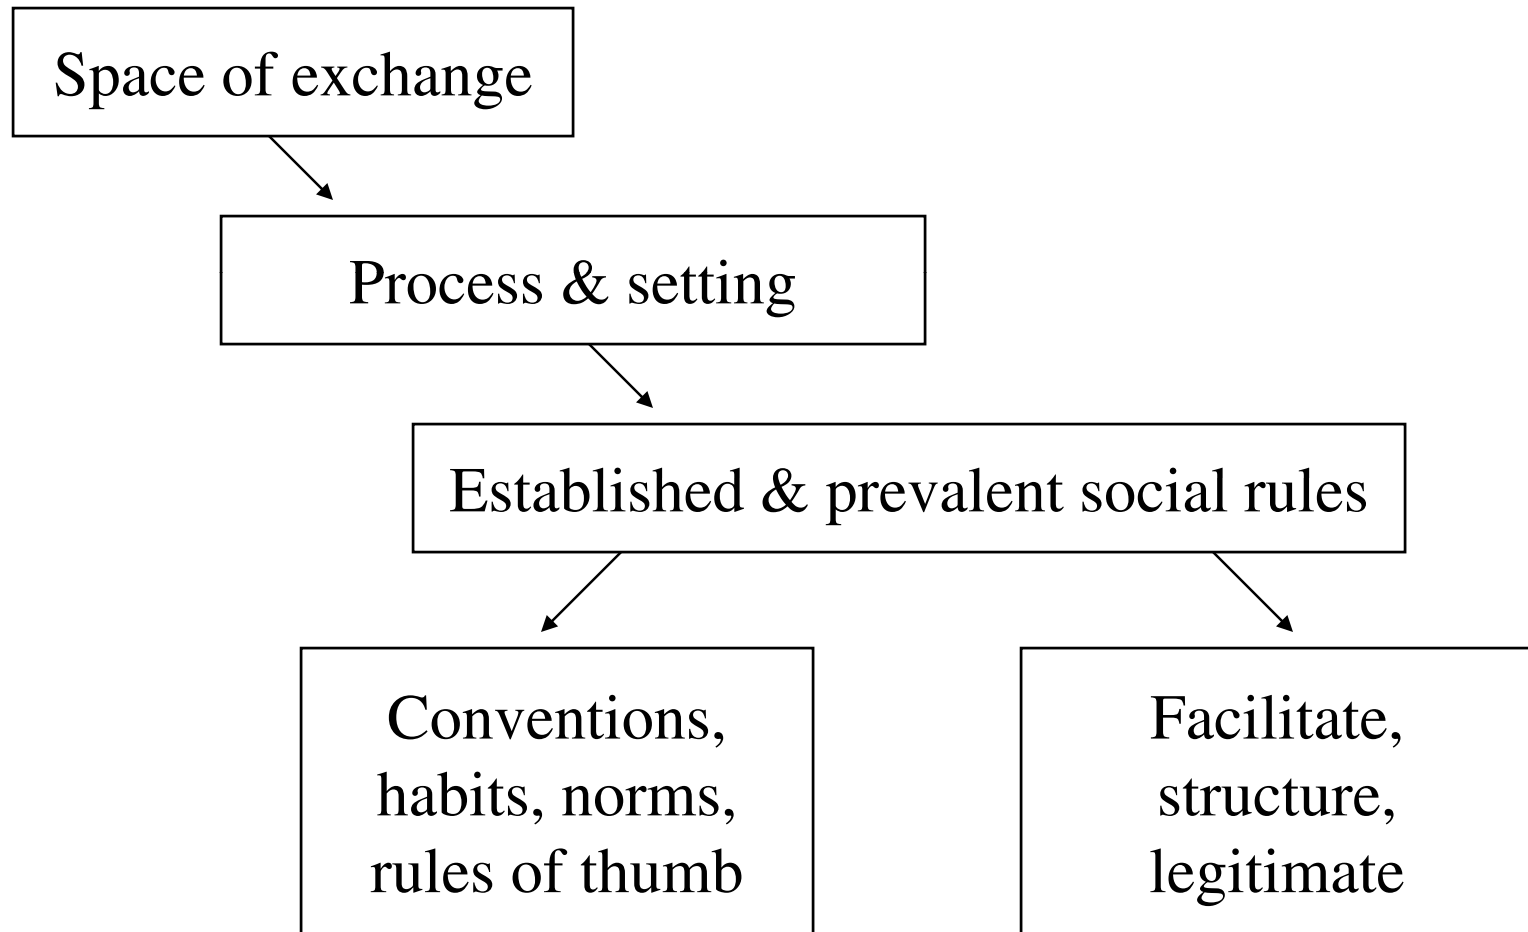 Space of exchange
Process & setting
Established & prevalent social rules
Conventions,
habits, norms,
rules of thumb
Facilitate,
structure,
legitimate